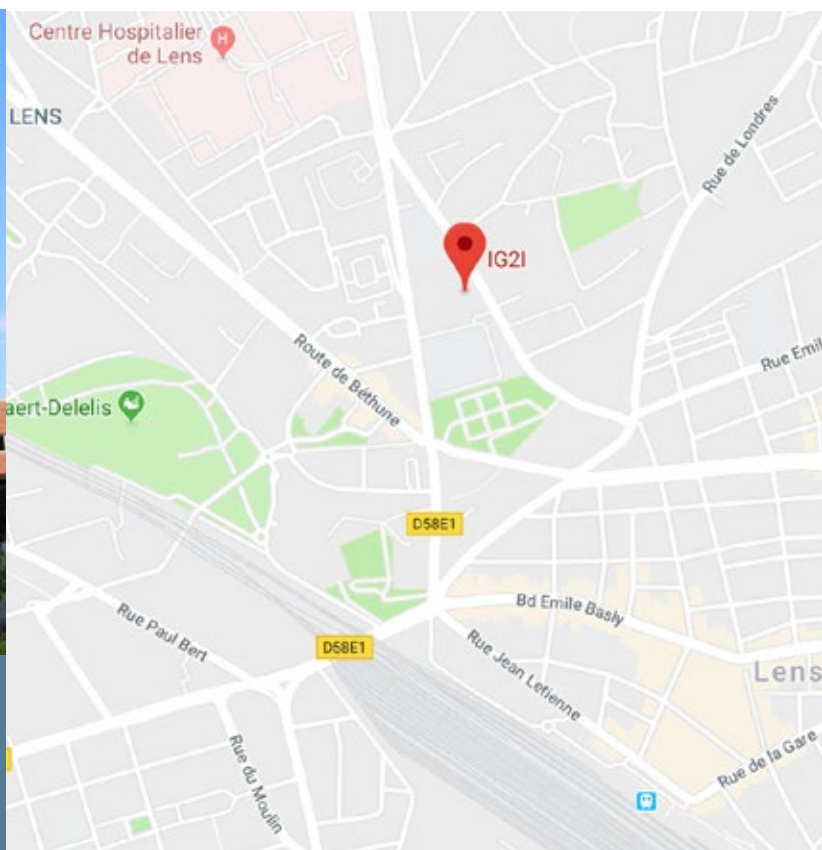 Centre Hospitalier
de Lens
LENS
Rue de Londres
IG2I
Route de Béthune
Rue Emil
aert-Delelis
D58E1
Bd Emile Basly
Rue Paul Bert
D58E1
Rue Jean Letienne
Lens
Rue du Moulin
Rue de la Gare